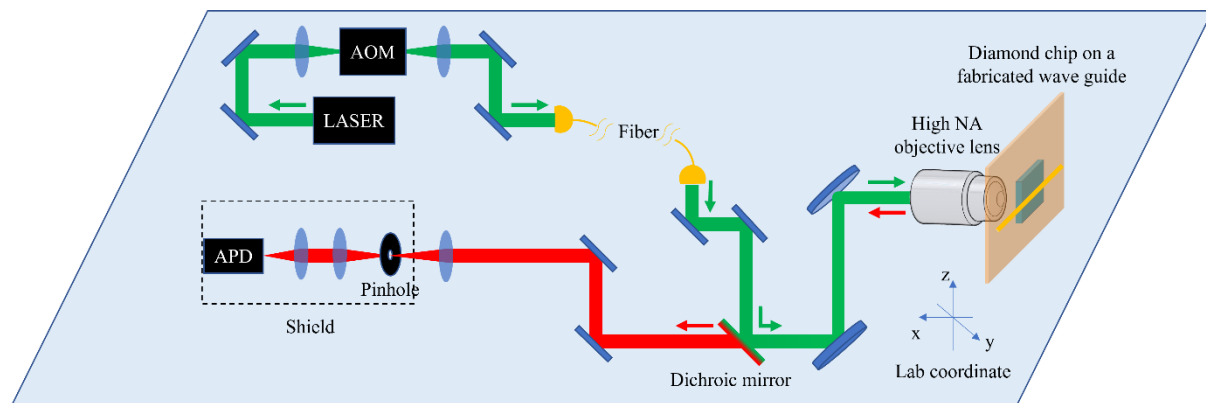 AOM
LASER
Fiber
Diamond chip on a
fabricated wave guide
High NA
objective lens
APD
Pinhole
Shield
Dichroic mirror
z
x
y
Lab coordinate